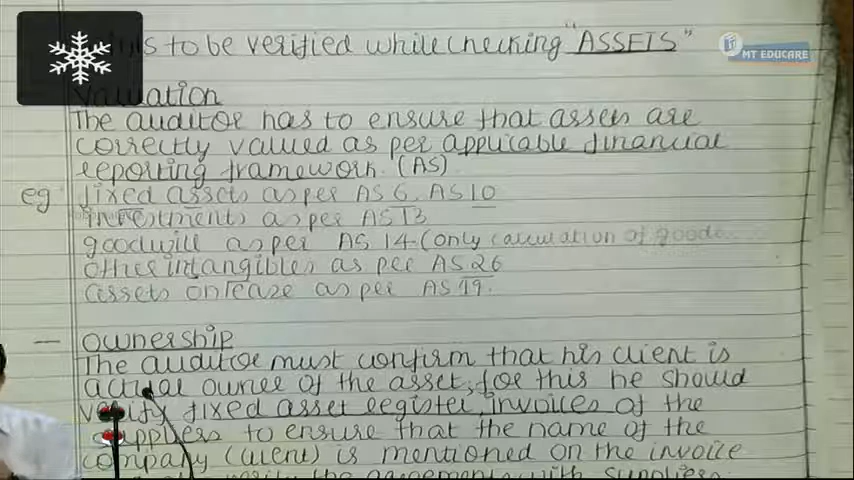 to be verified while checking "ASSETS"
MT EDUCARE
Valuation
The auditor has to ensure that assets are
correctly valued as per applicable financial
reporting framework. (AS)
eg fixed assets as per AS 6, AS 10
investments as per AS 13
goodwill as per AS 14 (only calculation of
other intangibles as per AS 26
assets on lease as per AS 19.
— OWNERSHIP
The auditor must confirm that his client is
actual owner of the asset, for this he should
verify fixed asset register, invoices of the
suppliers to ensure that the name of the
company (client) is mentioned on the invoice
verify the agreements with suppliers